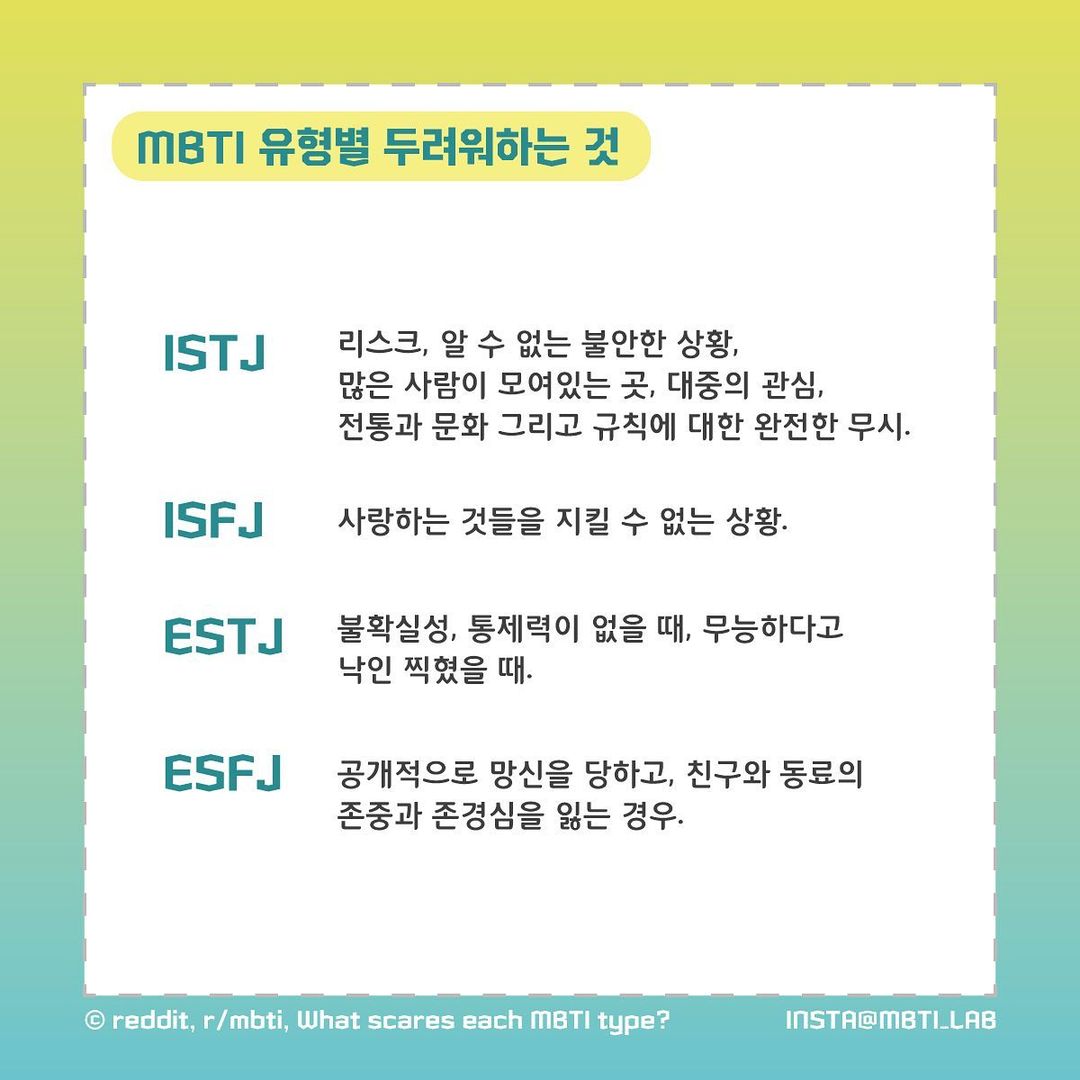 MBTI 유형별 두려워하는 것
ISTJ
리스크, 알 수 없는 불안한 상황,
많은 사람이 모여있는 곳, 대중의 관심,
전통과 문화 그리고 규칙에 대한 완전한 무시.
ISFJ
사랑하는 것들을 지킬 수 없는 상황.
ESTJ
불확실성, 통제력이 없을 때, 무능하다고
낙인 찍혔을 때.
ESFJ
공개적으로 망신을 당하고, 친구와 동료의
존중과 존경심을 잃는 경우.
© reddit, r/mbti, What scares each MBTI type?
INSTA@MBTI_LAB